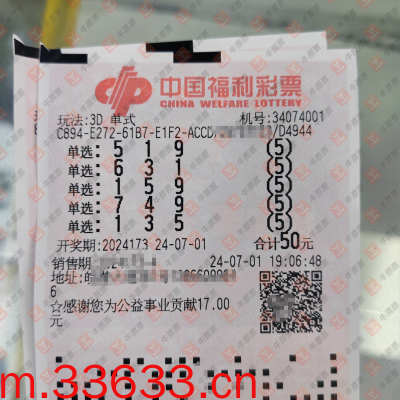 中国福利彩票
CHINA WELFARE LOTTERY
玩法:3D 单式 机号:34074001
C894-E272-61B7-E1F2-ACCD /D4944
单选: 5 1 9 (5)
单选: 6 3 1 (5)
单选: 1 5 9 (5)
单选: 7 4 9 (5)
单选: 1 3 5 (5)
开奖期:2024173 24-07-01 合计50元
销售期: 24-07-01 19:06:48
地址:
6
☆感谢您为公益事业贡献17.00
元
m.33633.cn